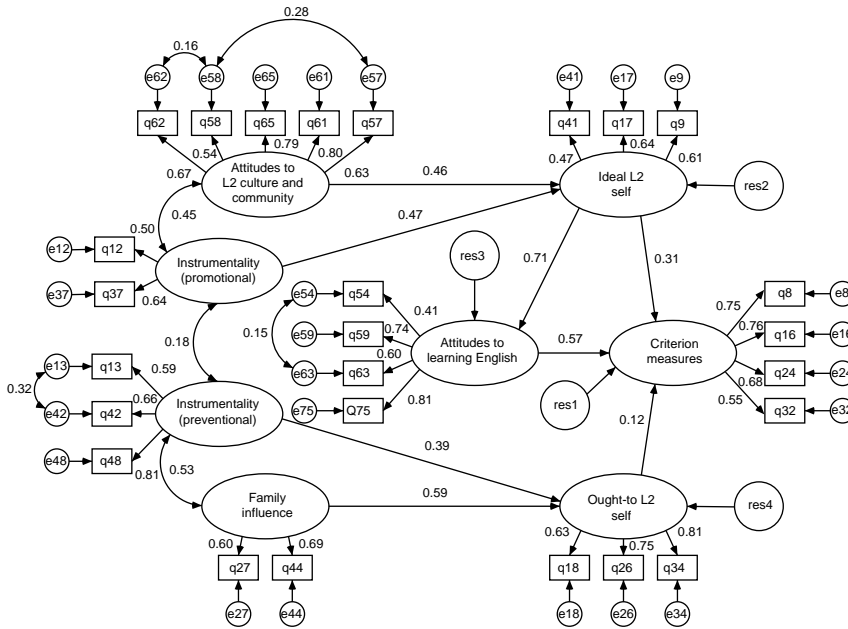 0.28
0.16
e62
e58
e65
e61
e57
e41
e17
e9
q62
q58
q65
q61
q57
q41
q17
q9
0.54
0.79
0.80
0.47
0.64
0.61
0.67
Attitudes to
L2 culture and
community
0.63
0.46
Ideal L2
self
res2
0.45
0.50
0.47
e12
q12
Instrumentality
(promotional)
res3
0.71
0.31
e37
q37
0.64
e54
q54
0.41
q8
e8
0.75
0.18
0.15
e59
q59
0.74
Attitudes to
learning English
0.57
Criterion
measures
0.76
q16
e16
e63
q63
0.60
0.68
q24
e24
e13
q13
0.59
0.32
e42
q42
0.66
Instrumentality
(preventional)
e75
Q75
0.81
res1
0.55
q32
e32
0.12
e48
q48
0.81
0.53
0.39
Family
influence
0.59
Ought-to L2
self
res4
0.60
0.69
0.63
0.75
0.81
q27
q44
q18
q26
q34
e27
e44
e18
e26
e34